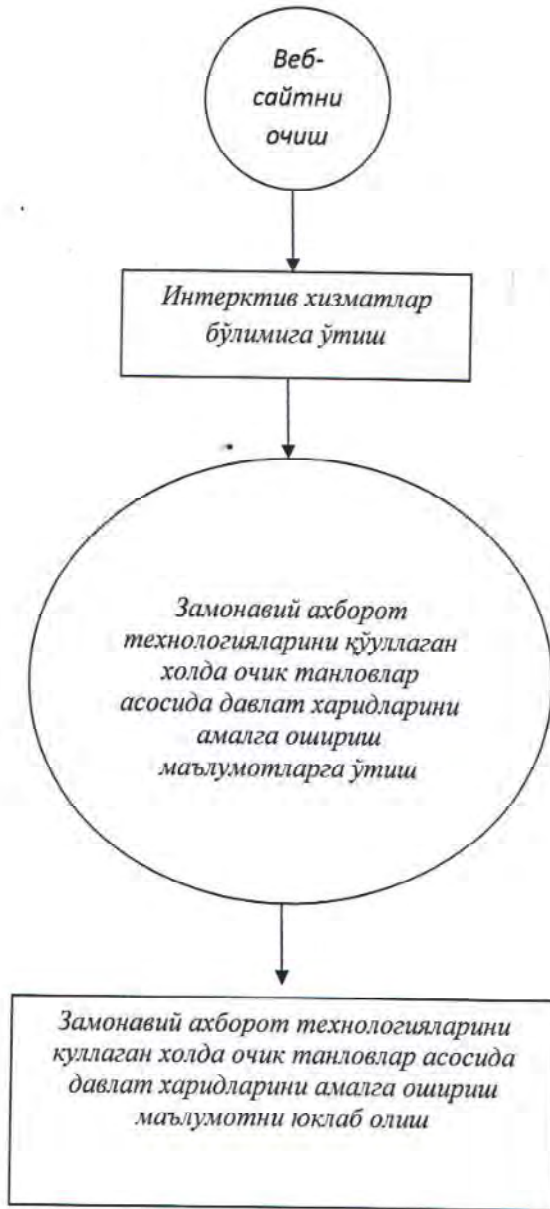 Веб-
сайтни
очиш
Интерктив хизматлар
бўлимига ўтиш
Замонавий ахборот
технологияларини қўуллаган
холда очик танловлар
асосида давлат харидларини
амалга ошириш
маълумотларга ўтиш
Замонавий ахборот технологияларини
куллаган холда очик танловлар асосида
давлат харидларини амалга ошириш
маълумотни юклаб олиш